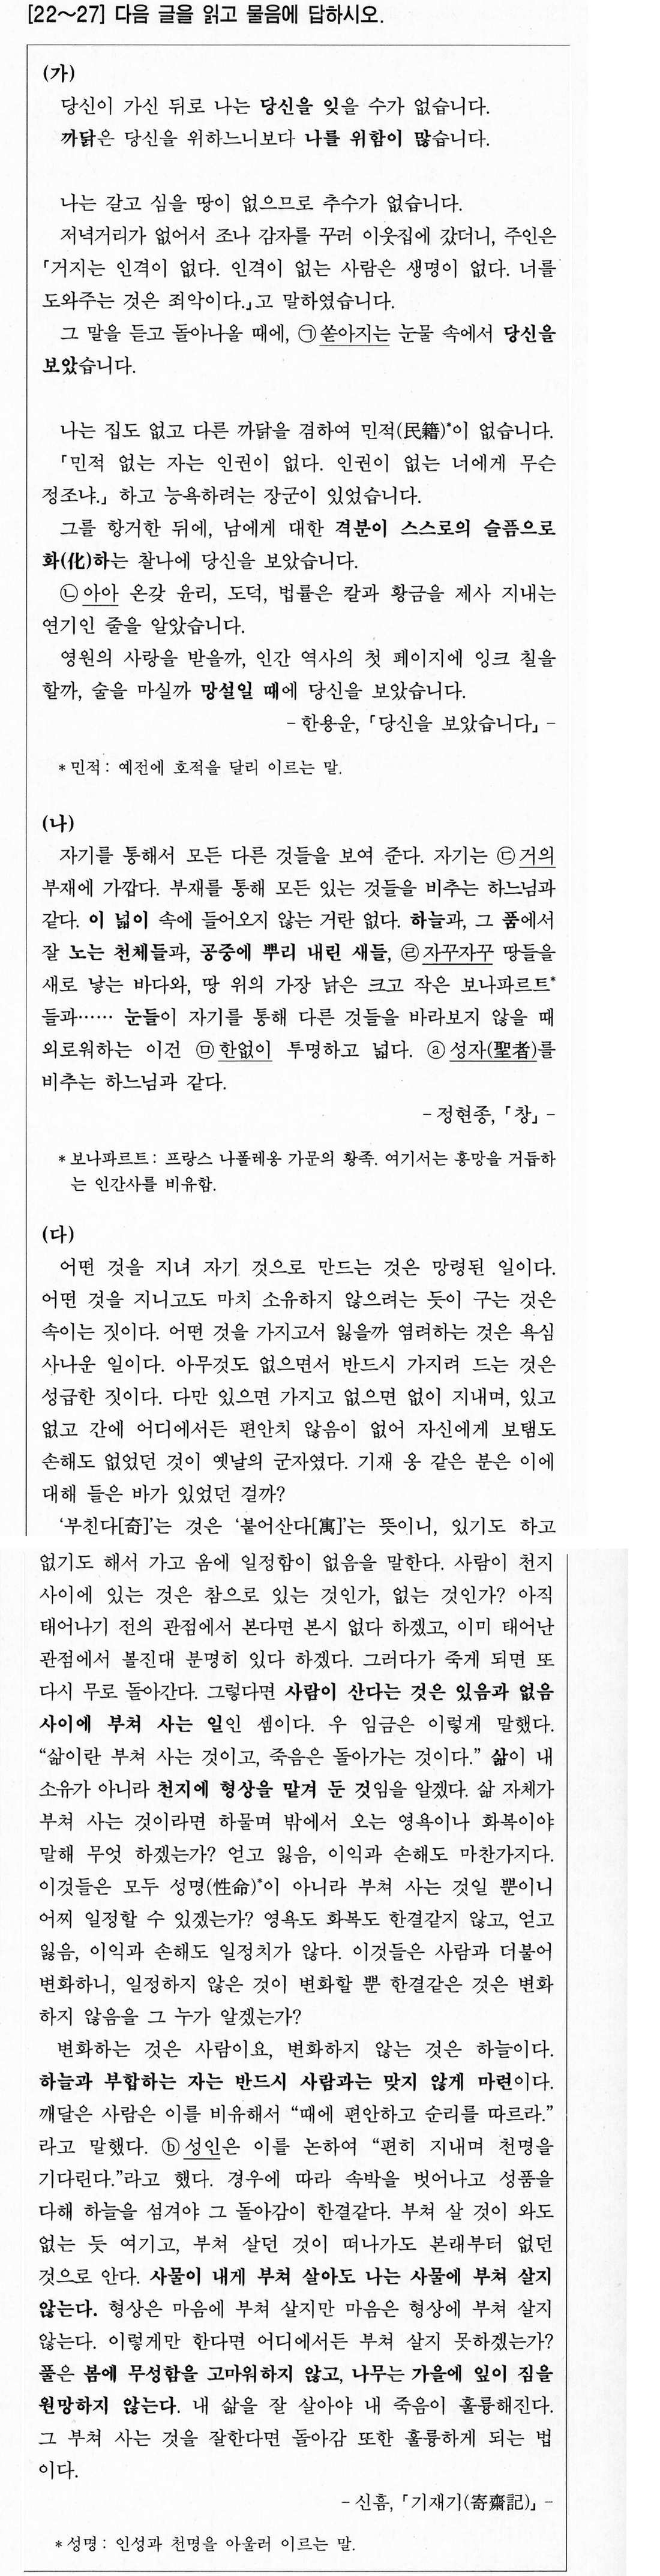 [22～27] 다음 글을 읽고 물음에 답하시오.
(가)
당신이 가신 뒤로 나는 당신을 잊을 수가 없습니다.
까닭은 당신을 위하느니보다 나를 위함이 많습니다.
나는 갈고 심을 땅이 없으므로 추수가 없습니다.
저녁거리가 없어서 조나 감자를 꾸러 이웃집에 갔더니, 주인은
「거지는 인격이 없다. 인격이 없는 사람은 생명이 없다. 너를
도와주는 것은 죄악이다.」고 말하였습니다.
그 말을 듣고 돌아나올 때에, ㉠쏟아지는 눈물 속에서 당신을
보았습니다.
나는 집도 없고 다른 까닭을 겸하여 민적(民籍)*이 없습니다.
「민적 없는 자는 인권이 없다. 인권이 없는 너에게 무슨
정조냐.」 하고 능욕하려는 장군이 있었습니다.
그를 항거한 뒤에, 남에게 대한 격분이 스스로의 슬픔으로
화(化)하는 찰나에 당신을 보았습니다.
㉡아아 온갖 윤리, 도덕, 법률은 칼과 황금을 제사 지내는
연기인 줄을 알았습니다.
영원의 사랑을 받을까, 인간 역사의 첫 페이지에 잉크 칠을
할까, 술을 마실까 망설일 때에 당신을 보았습니다.
- 한용운, 「당신을 보았습니다」 -
* 민적 : 예전에 호적을 달리 이르는 말.
(나)
자기를 통해서 모든 다른 것들을 보여 준다. 자기는 ㉢거의
부재에 가깝다. 부재를 통해 모든 있는 것들을 비추는 하느님과
같다. 이 넓이 속에 들어오지 않는 거란 없다. 하늘과, 그 품에서
잘 노는 천체들과, 공중에 뿌리 내린 새들, ㉣자꾸자꾸 땅들을
새로 낳는 바다와, 땅 위의 가장 낡은 크고 작은 보나파르트*
들과…… 눈들이 자기를 통해 다른 것들을 바라보지 않을 때
외로워하는 이건 ㉤한없이 투명하고 넓다. ⓐ성자(聖者)를
비추는 하느님과 같다.
- 정현종, 「창」 -
* 보나파르트 : 프랑스 나폴레옹 가문의 황족. 여기서는 흥망을 거듭하
는 인간사를 비유함.
(다)
어떤 것을 지녀 자기 것으로 만드는 것은 망령된 일이다.
어떤 것을 지니고도 마치 소유하지 않으려는 듯이 구는 것은
속이는 짓이다. 어떤 것을 가지고서 잃을까 염려하는 것은 욕심
사나운 일이다. 아무것도 없으면서 반드시 가지려 드는 것은
성급한 짓이다. 다만 있으면 가지고 없으면 없이 지내며, 있고
없고 간에 어디에서든 편안치 않음이 없어 자신에게 보탬도
손해도 없었던 것이 옛날의 군자였다. 기재 옹 같은 분은 이에
대해 들은 바가 있었던 걸까?
‘부친다[寄]’는 것은 ‘붙어산다[寓]’는 뜻이니, 있기도 하고
없기도 해서 가고 옴에 일정함이 없음을 말한다. 사람이 천지
사이에 있는 것은 참으로 있는 것인가, 없는 것인가? 아직
태어나기 전의 관점에서 본다면 본시 없다 하겠고, 이미 태어난
관점에서 볼진대 분명히 있다 하겠다. 그러다가 죽게 되면 또
다시 무로 돌아간다. 그렇다면 사람이 산다는 것은 있음과 없음
사이에 부쳐 사는 일인 셈이다. 우 임금은 이렇게 말했다.
“삶이란 부쳐 사는 것이고, 죽음은 돌아가는 것이다.” 삶이 내
소유가 아니라 천지에 형상을 맡겨 둔 것임을 알겠다. 삶 자체가
부쳐 사는 것이라면 하물며 밖에서 오는 영욕이나 화복이야
말해 무엇 하겠는가? 얻고 잃음, 이익과 손해도 마찬가지다.
이것들은 모두 성명(性命)*이 아니라 부쳐 사는 것일 뿐이니
어찌 일정할 수 있겠는가? 영욕도 화복도 한결같지 않고, 얻고
잃음, 이익과 손해도 일정치가 않다. 이것들은 사람과 더불어
변화하니, 일정하지 않은 것이 변화할 뿐 한결같은 것은 변화
하지 않음을 그 누가 알겠는가?
변화하는 것은 사람이요, 변화하지 않는 것은 하늘이다.
하늘과 부합하는 자는 반드시 사람과는 맞지 않게 마련이다.
깨달은 사람은 이를 비유해서 “때에 편안하고 순리를 따르라.”
라고 말했다. ⓑ성인은 이를 논하여 “편히 지내며 천명을
기다린다.”라고 했다. 경우에 따라 속박을 벗어나고 성품을
다해 하늘을 섬겨야 그 돌아감이 한결같다. 부쳐 살 것이 와도
없는 듯 여기고, 부쳐 살던 것이 떠나가도 본래부터 없던
것으로 안다. 사물이 내게 부쳐 살아도 나는 사물에 부쳐 살지
않는다. 형상은 마음에 부쳐 살지만 마음은 형상에 부쳐 살지
않는다. 이렇게만 한다면 어디에서든 부쳐 살지 못하겠는가?
풀은 봄에 무성함을 고마워하지 않고, 나무는 가을에 잎이 짐을
원망하지 않는다. 내 삶을 잘 살아야 내 죽음이 훌륭해진다.
그 부쳐 사는 것을 잘한다면 돌아감 또한 훌륭하게 되는 법
이다.
- 신흠, 「기재기(寄齋記)」 -
* 성명 : 인성과 천명을 아울러 이르는 말.